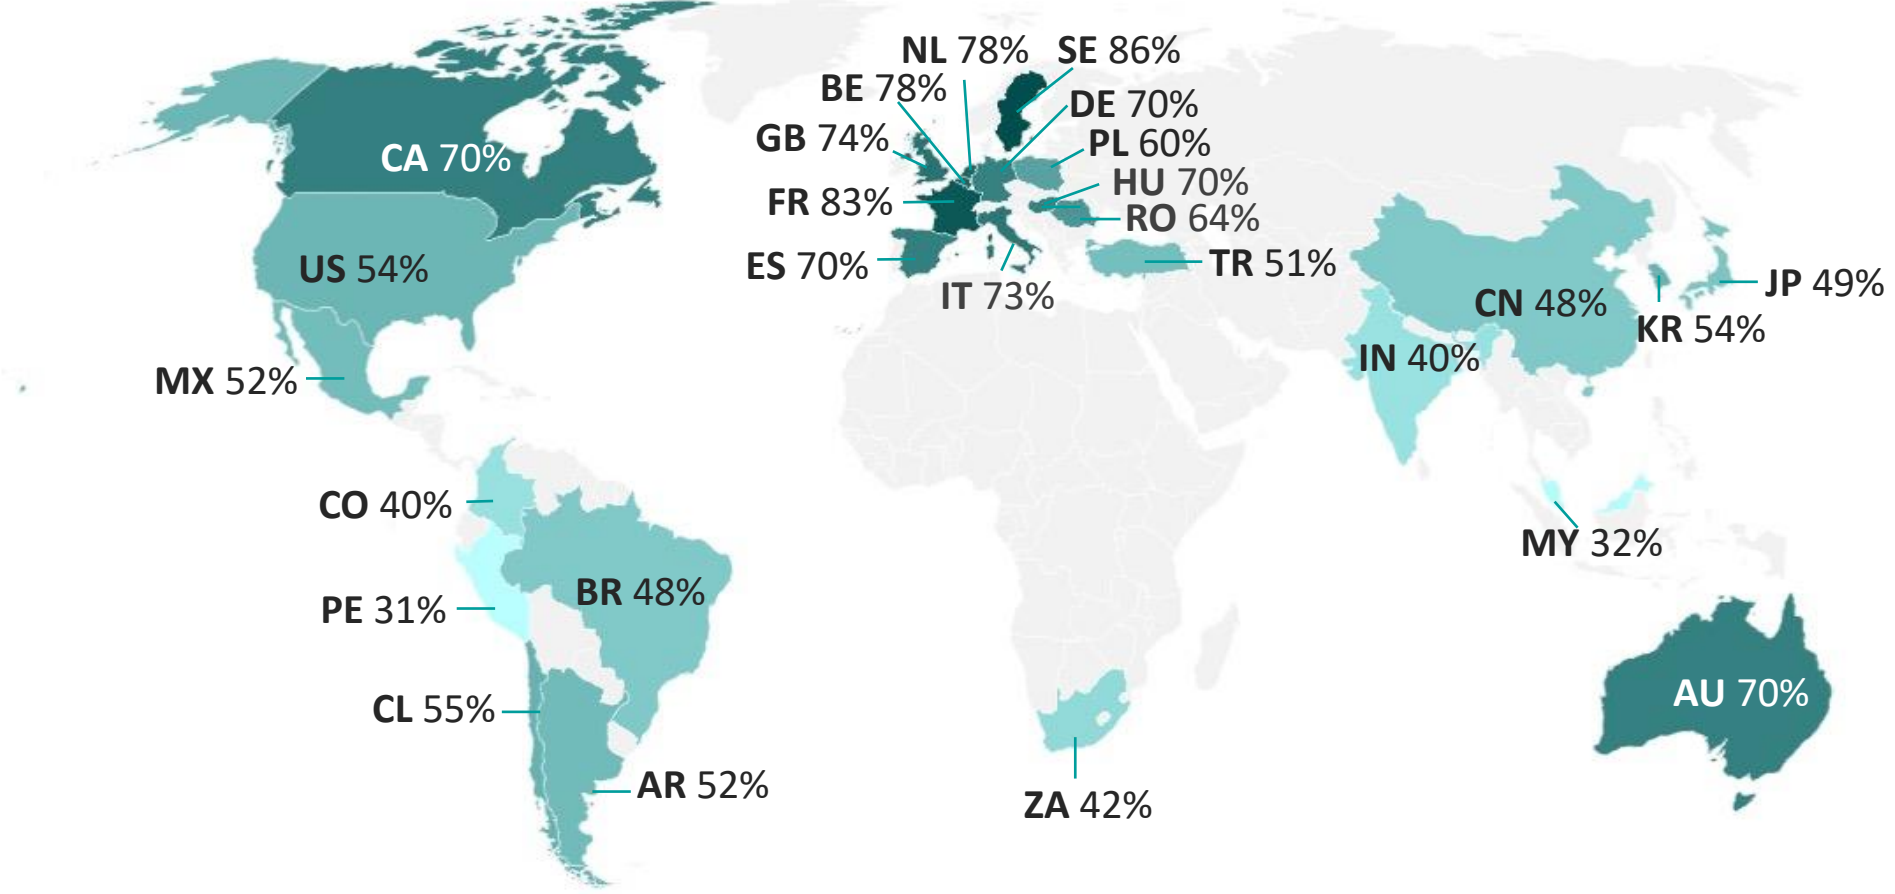 NL 78%
SE 86%
BE 78%
DE 70%
GB 74%
PL 60%
CA 70%
HU 70%
FR 83%
RO 64%
ES 70%
TR 51%
US 54%
IT 73%
JP 49%
CN 48%
KR 54%
IN 40%
MX 52%
CO 40%
MY 32%
BR 48%
PE 31%
AU 70%
CL 55%
AR 52%
ZA 42%